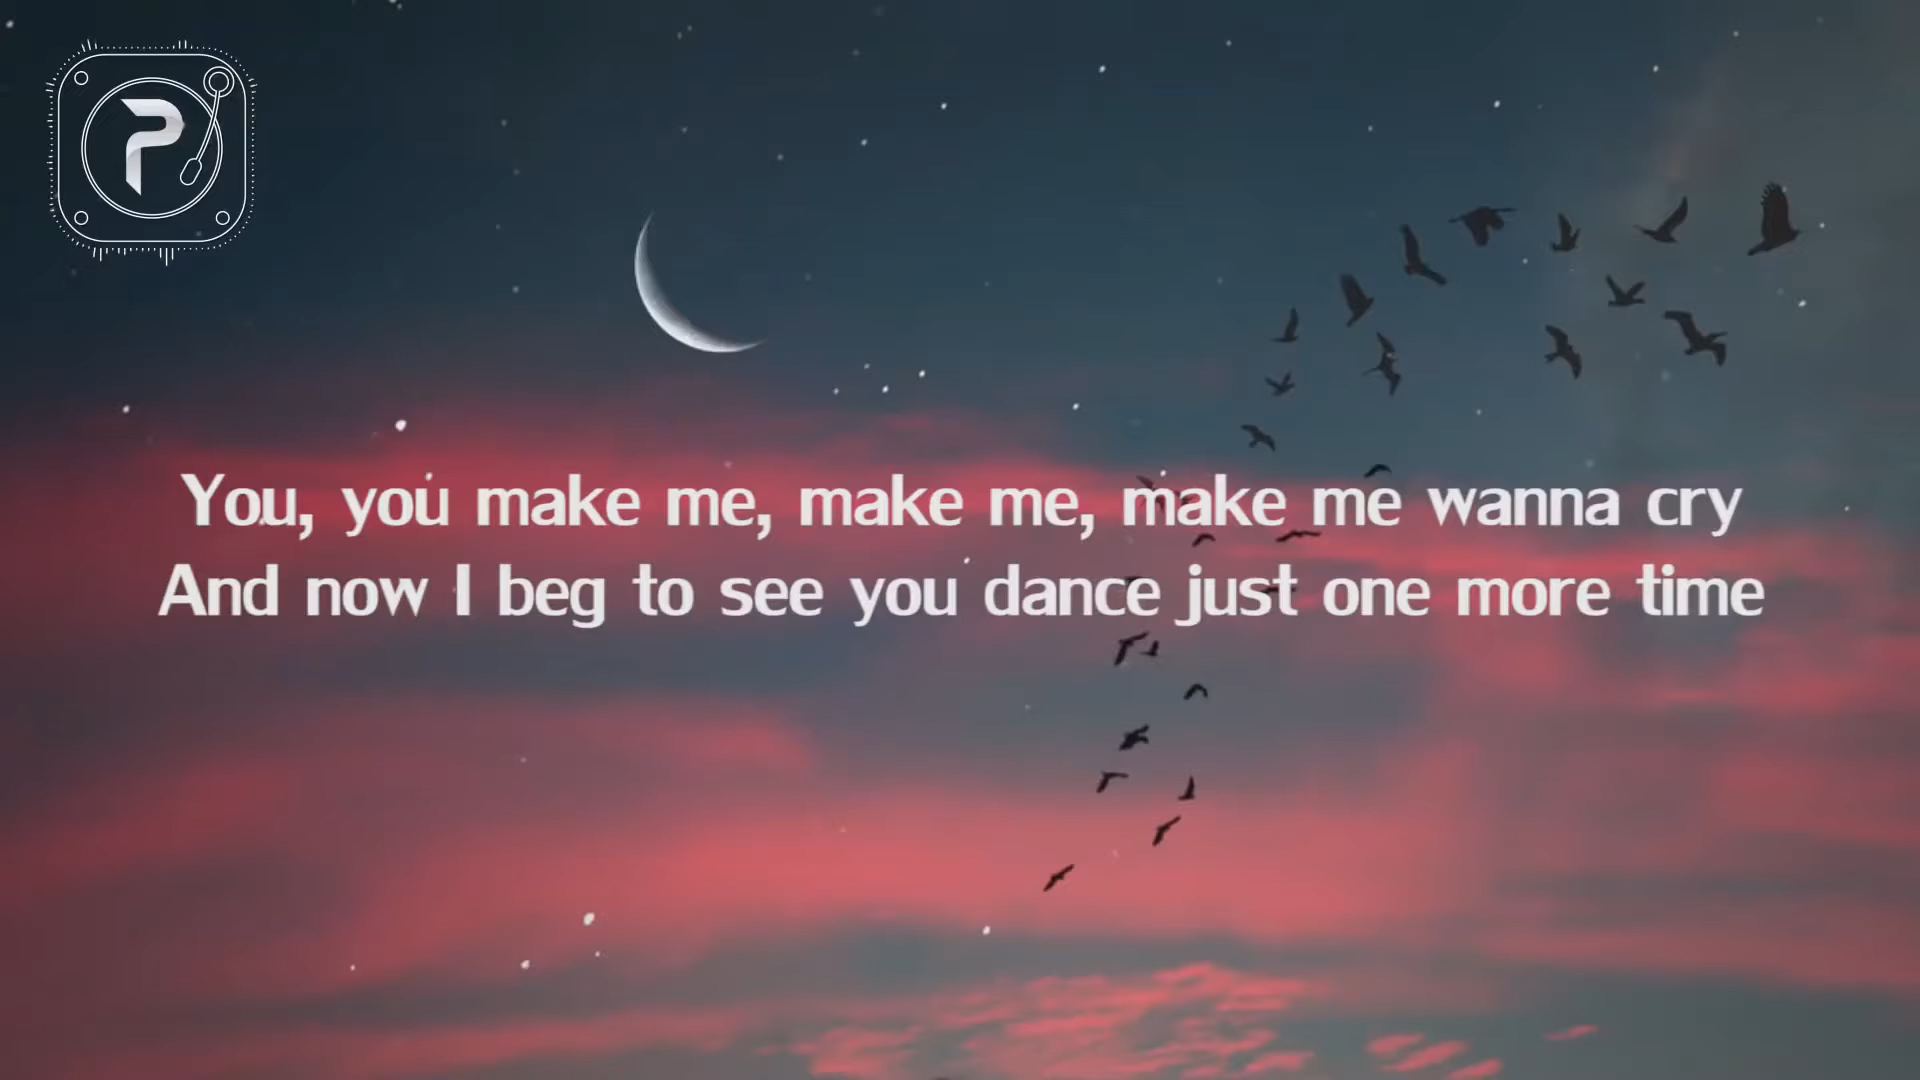 P
You, you make me, make me, make me wanna cry
And now I beg to see you dance just one more time